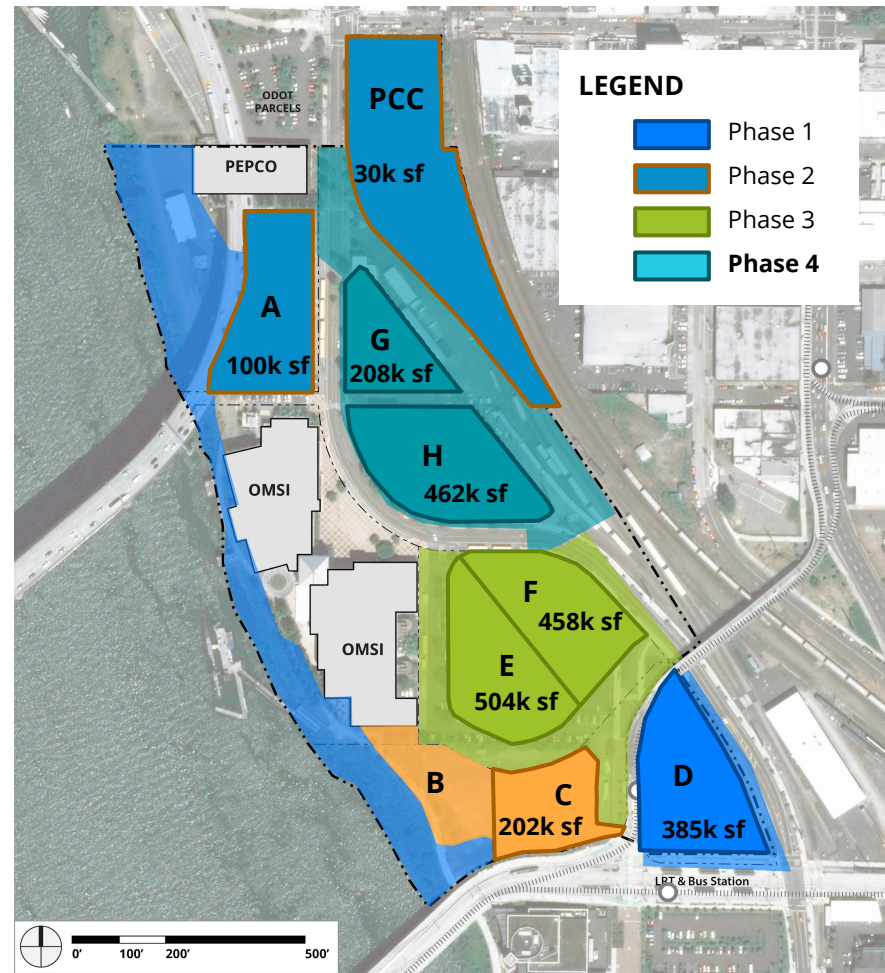 ODOT
PARCELS
PCC
30k sf
LEGEND
Phase 1
Phase 2
Phase 3
Phase 4
PEPCO
A
100k sf
G
208k sf
H
462k sf
OMSI
F
458k sf
E
504k sf
OMSI
B
C
202k sf
D
385k sf
LRT & Bus Station
0’ 100’ 200’ 500’